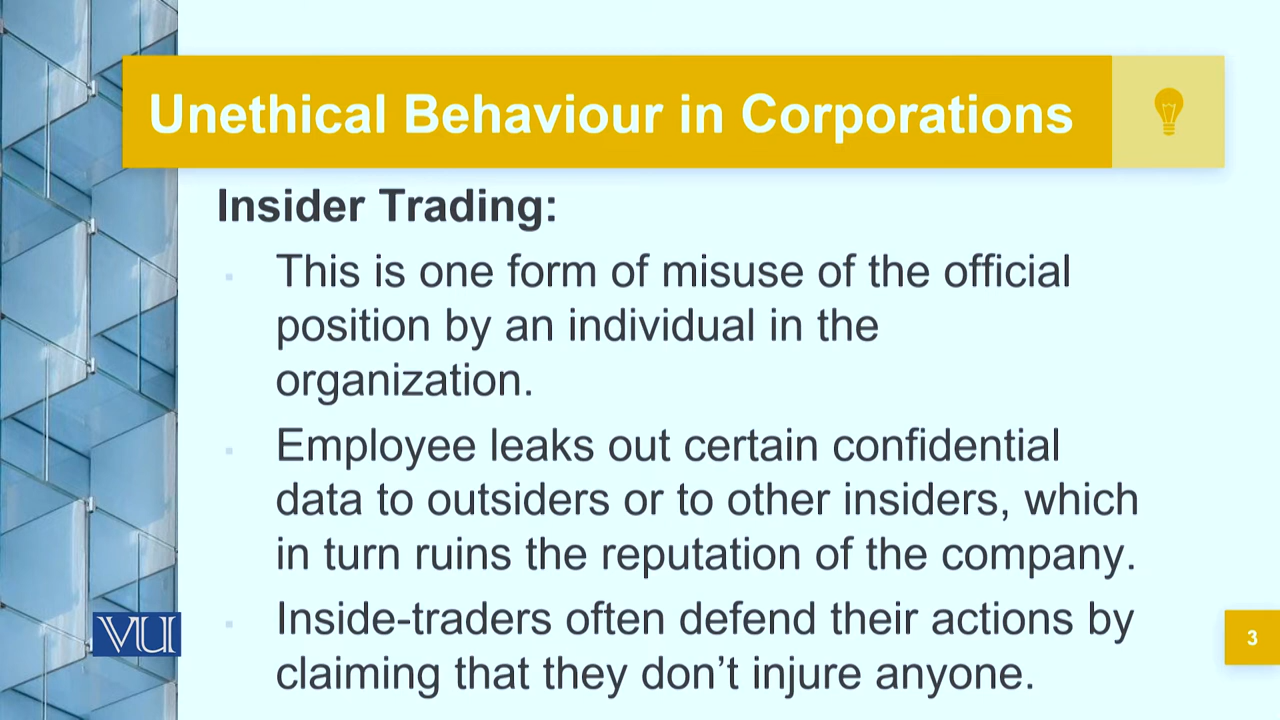 Unethical Behaviour in Corporations
Insider Trading:
This is one form of misuse of the official
position by an individual in the
organization.
Employee leaks out certain confidential
data to outsiders or to other insiders, which
in turn ruins the reputation of the company.
Inside-traders often defend their actions by
claiming that they don’t injure anyone.
VU
3